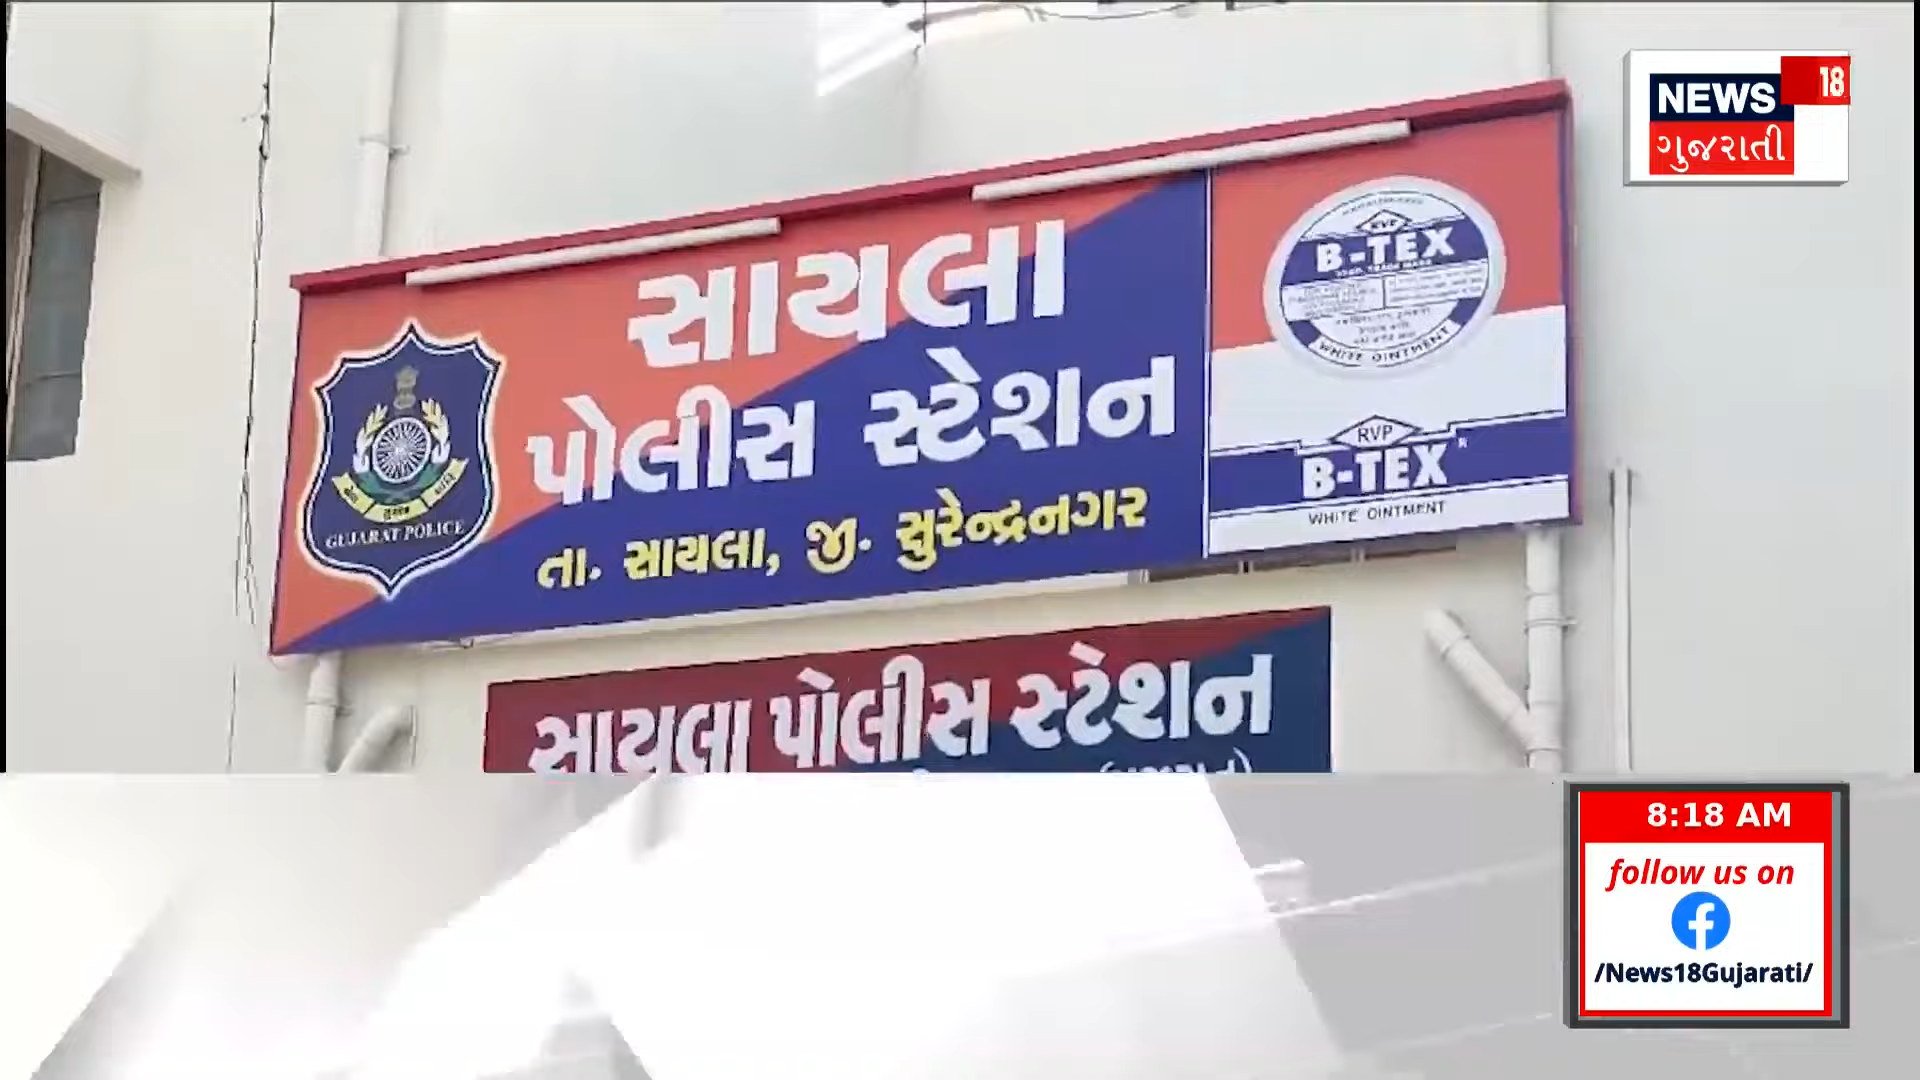 NEWS 18
ગુજરાતી
સાયલા
પોલીસ સ્ટેશન
તા. સાયલા, જી. સુરેન્દ્રનગર
GUJARAT POLICE
RVP
B-TEX
WHITE OINTMENT
RVP
B-TEX
WHITE OINTMENT
સાયલા પોલીસ સ્ટેશન
8:18 AM
follow us on
/News18Gujarati/